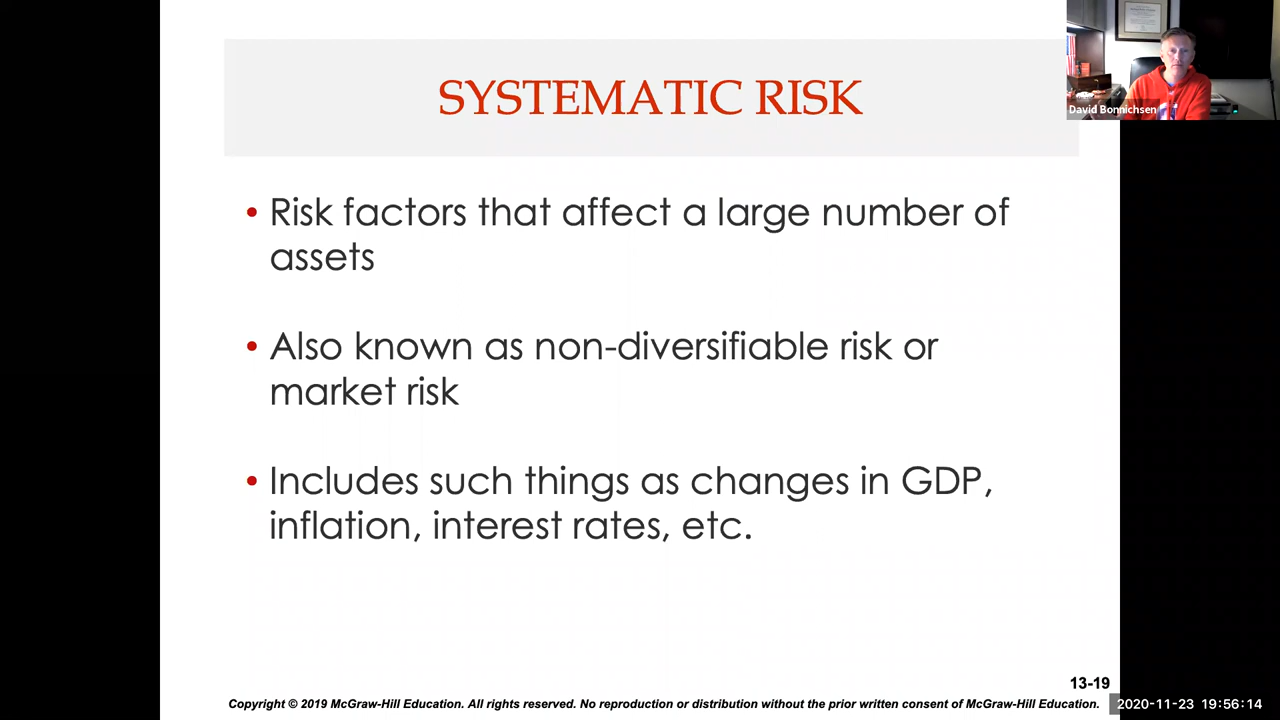 SYSTEMATIC RISK
David Bonnichsen
• Risk factors that affect a large number of
assets
• Also known as non-diversifiable risk or
market risk
• Includes such things as changes in GDP,
inflation, interest rates, etc.
13-19
Copyright © 2019 McGraw-Hill Education. All rights reserved. No reproduction or distribution without the prior written consent of McGraw-Hill Education.
2020-11-23 19:56:14